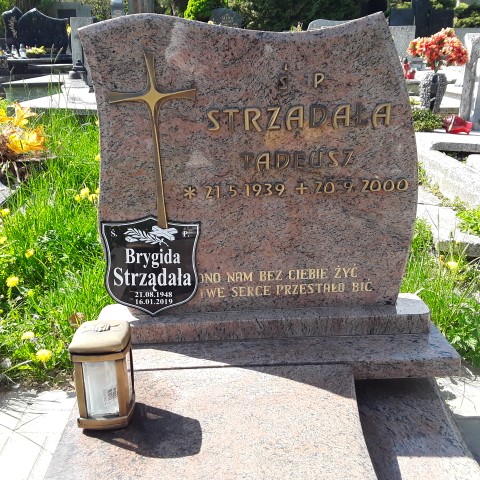 Ś P
STRZĄDAŁA
TADEUSZ
* 21.5.1939 + 20.9.2000
NAM BEZ CIEBIE ŻYĆ
SERCE PRZESTAŁO BIĆ
Ś. P.
Brygida
Strządała
21.08.1948
16.01.2019